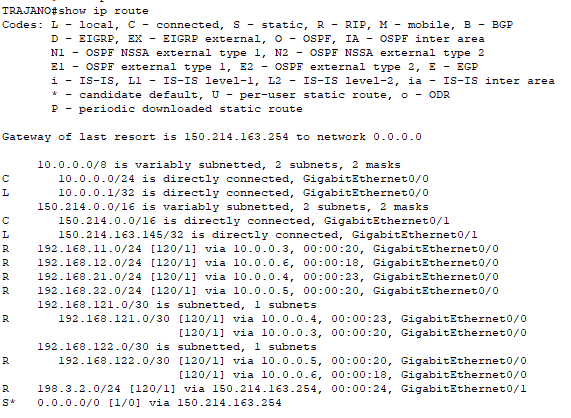 TRAJANO#show ip route
Codes: L - local, C - connected, S - static, R - RIP, M - mobile, B - BGP
D - EIGRP, EX - EIGRP external, O - OSPF, IA - OSPF inter area
N1 - OSPF NSSA external type 1, N2 - OSPF NSSA external type 2
E1 - OSPF external type 1, E2 - OSPF external type 2, E - EGP
i - IS-IS, L1 - IS-IS level-1, L2 - IS-IS level-2, ia - IS-IS inter area
* - candidate default, U - per-user static route, o - ODR
P - periodic downloaded static route
Gateway of last resort is 150.214.163.254 to network 0.0.0.0
10.0.0.0/8 is variably subnetted, 2 subnets, 2 masks
C 10.0.0.0/24 is directly connected, GigabitEthernet0/0
L 10.0.0.1/32 is directly connected, GigabitEthernet0/0
150.214.0.0/16 is variably subnetted, 2 subnets, 2 masks
C 150.214.0.0/16 is directly connected, GigabitEthernet0/1
L 150.214.163.145/32 is directly connected, GigabitEthernet0/1
R 192.168.11.0/24 [120/1] via 10.0.0.3, 00:00:20, GigabitEthernet0/0
R 192.168.12.0/24 [120/1] via 10.0.0.6, 00:00:18, GigabitEthernet0/0
R 192.168.21.0/24 [120/1] via 10.0.0.4, 00:00:23, GigabitEthernet0/0
R 192.168.22.0/24 [120/1] via 10.0.0.5, 00:00:20, GigabitEthernet0/0
192.168.121.0/30 is subnetted, 1 subnets
R 192.168.121.0/30 [120/1] via 10.0.0.4, 00:00:23, GigabitEthernet0/0
[120/1] via 10.0.0.3, 00:00:20, GigabitEthernet0/0
192.168.122.0/30 is subnetted, 1 subnets
R 192.168.122.0/30 [120/1] via 10.0.0.5, 00:00:20, GigabitEthernet0/0
[120/1] via 10.0.0.6, 00:00:18, GigabitEthernet0/0
R 198.3.2.0/24 [120/1] via 150.214.163.254, 00:00:24, GigabitEthernet0/1
S* 0.0.0.0/0 [1/0] via 150.214.163.254